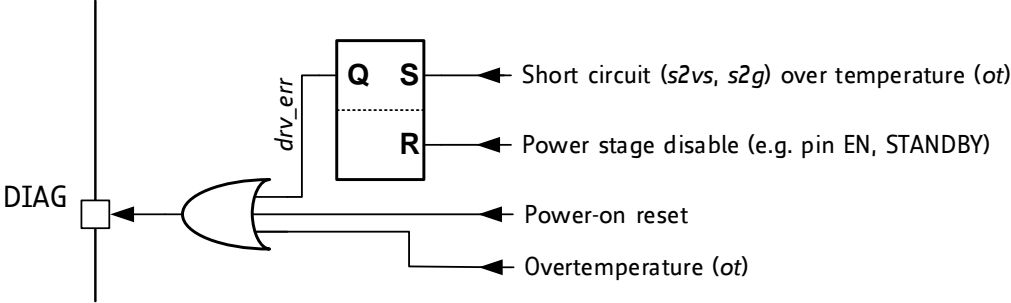 Q S
Short circuit (s2vs, s2g) over temperature (ot)
drv_err
R
Power stage disable (e.g. pin EN, STANDBY)
DIAG
Power-on reset
Overtemperature (ot)